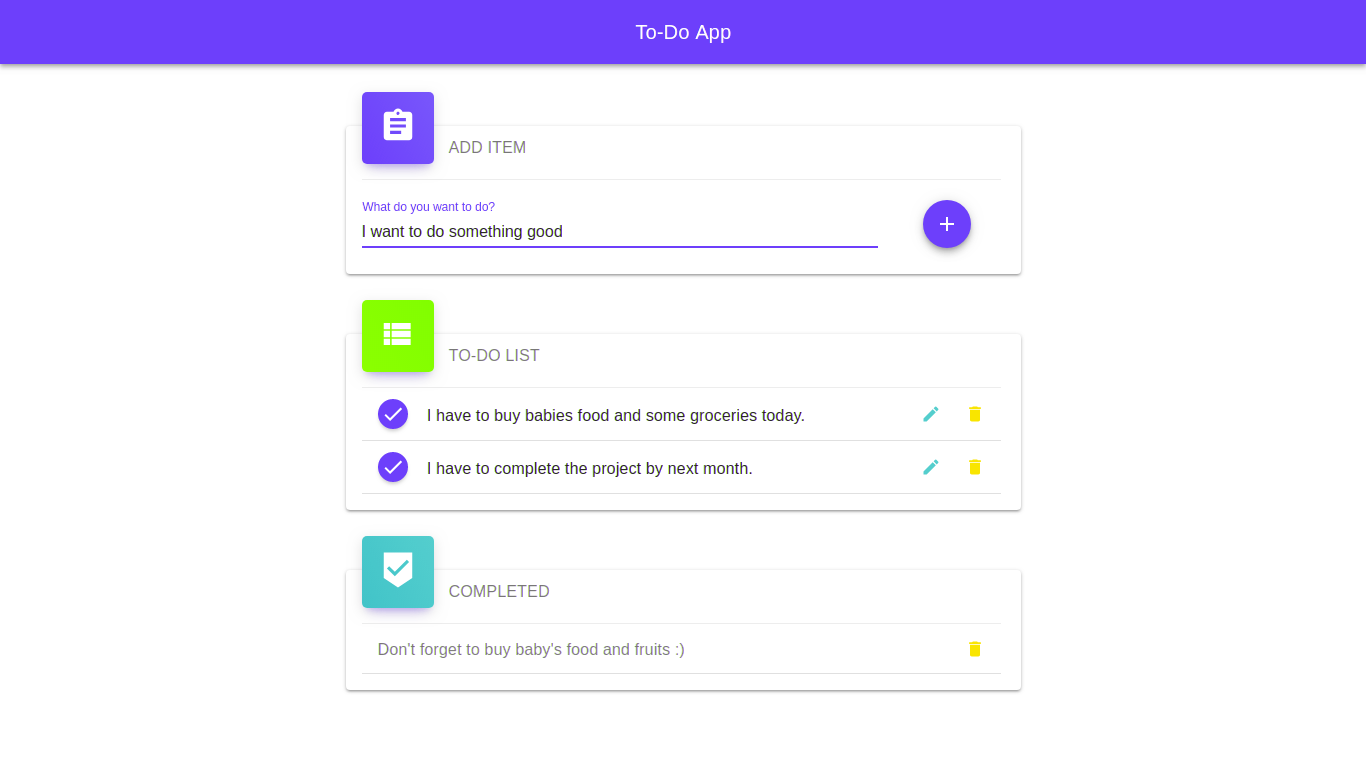 To-Do App
ADD ITEM
What do you want to do?
I want to do something good
TO-DO LIST
I have to buy babies food and some groceries today.
I have to complete the project by next month.
COMPLETED
Don't forget to buy baby's food and fruits :)